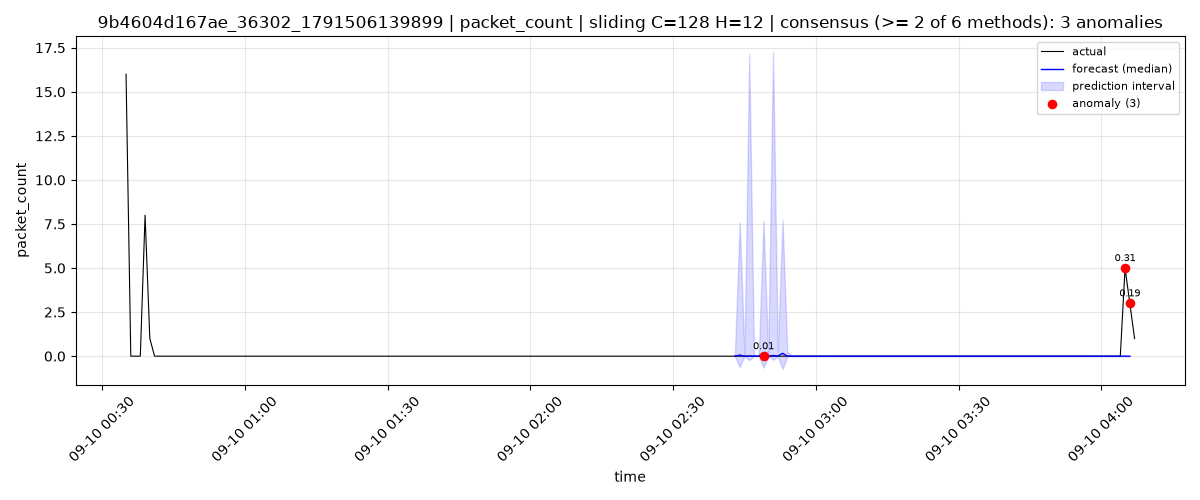 9b4604d167ae_36302_1791506139899 | packet_count | sliding C=128 H=12 | consensus (>= 2 of 6 methods): 3 anomalies
17.5
15.0
12.5
10.0
7.5
5.0
2.5
0.0
packet_count
actual
forecast (median)
prediction interval
anomaly (3)
0.01
0.31
0.19
09-10 00:30
09-10 01:00
09-10 01:30
09-10 02:00
09-10 02:30
09-10 03:00
09-10 03:30
09-10 04:00
time